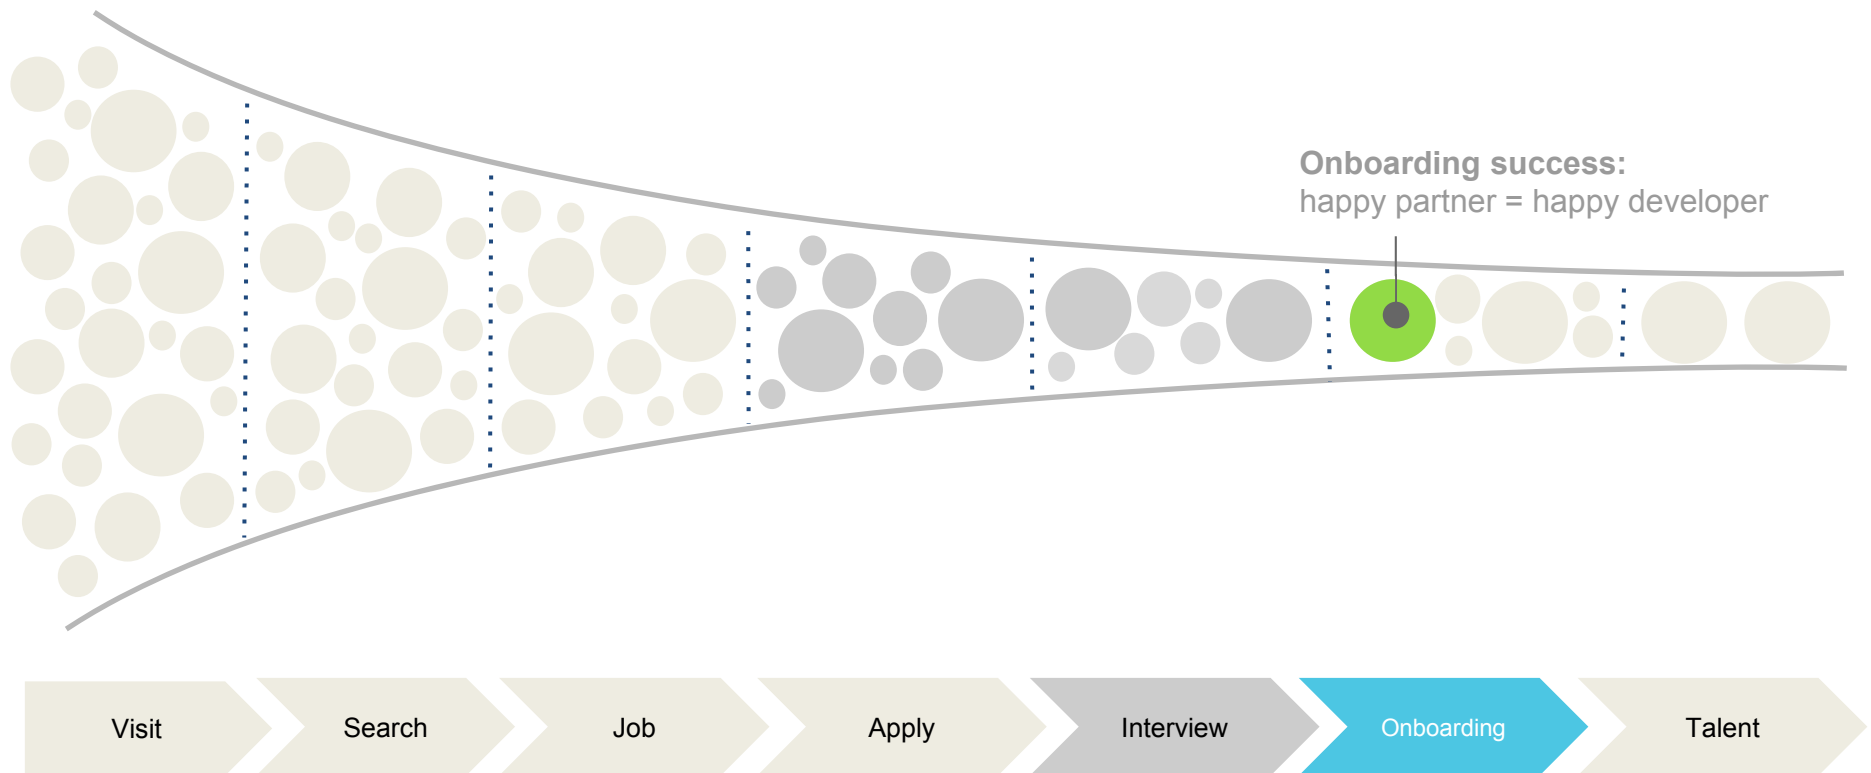 Onboarding success:
happy partner = happy developer
Visit
Search
Job
Apply
Interview
Onboarding
Talent